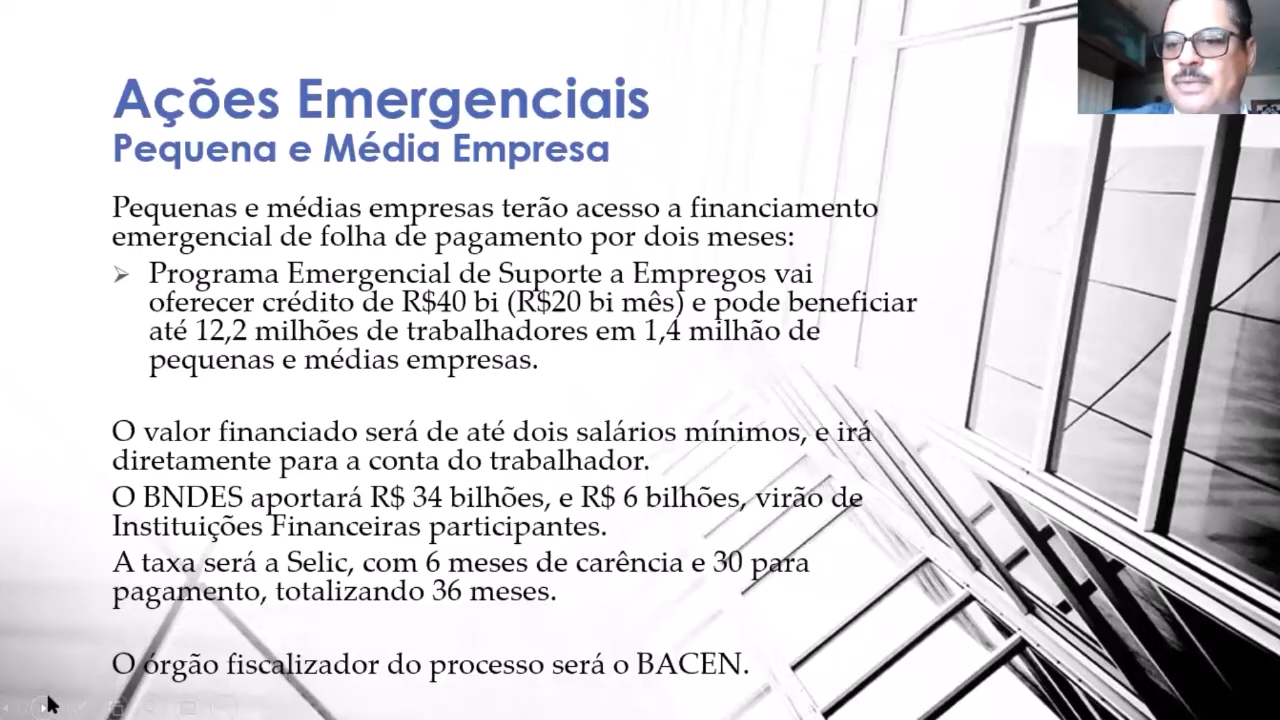 Ações Emergenciais
Pequena e Média Empresa
Pequenas e médias empresas terão acesso a financiamento
emergencial de folha de pagamento por dois meses:
Programa Emergencial de Suporte a Empregos vai
oferecer crédito de R$40 bi (R$20 bi mês) e pode beneficiar
até 12,2 milhões de trabalhadores em 1,4 milhão de
pequenas e médias empresas.
O valor financiado será de até dois salários mínimos, e irá
diretamente para a conta do trabalhador.
O BNDES aportará R$ 34 bilhões, e R$ 6 bilhões, virão de
Instituições Financeiras participantes.
A taxa será a Selic, com 6 meses de carência e 30 para
pagamento, totalizando 36 meses.
O órgão fiscalizador do processo será o BACEN.